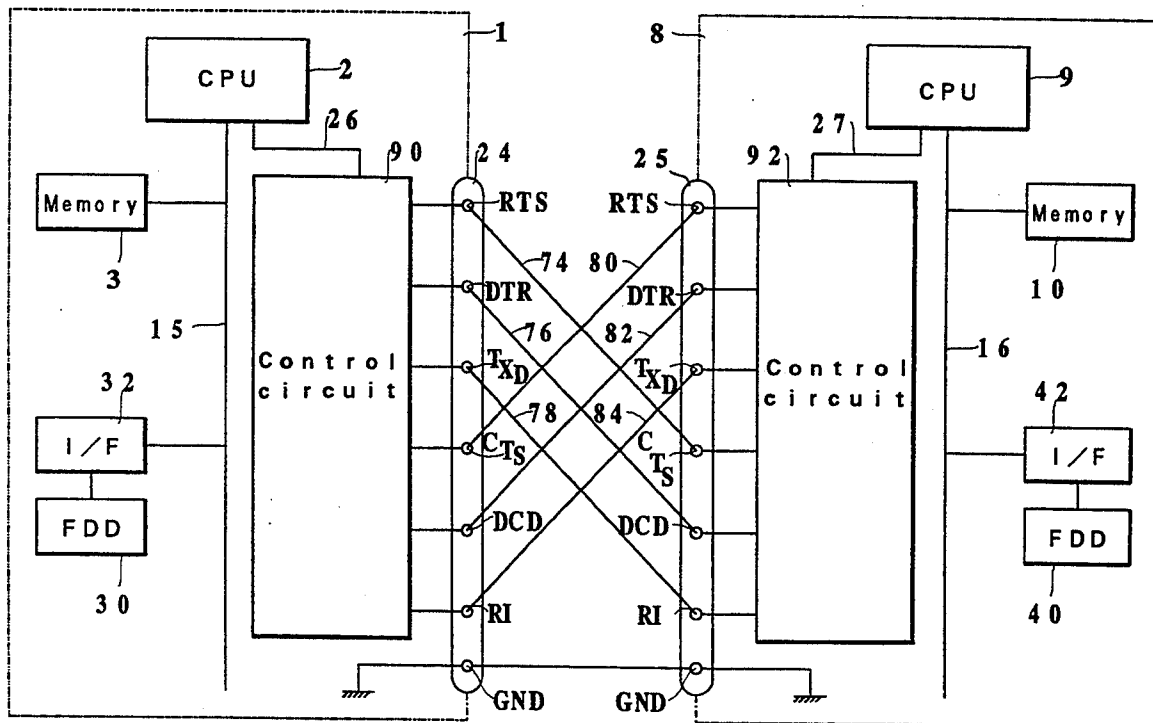 1
8
CPU
2
CPU
9
26
27
90
24
25
92
Memory
3
RTS
RTS
Memory
10
74
80
DTR
DTR
15
76
82
16
Control
circuit
TXD
TXD
Control
circuit
32
78
84
42
I/F
CTS
CTS
I/F
FDD
DCD
DCD
FDD
30
RI
RI
40
GND
GND